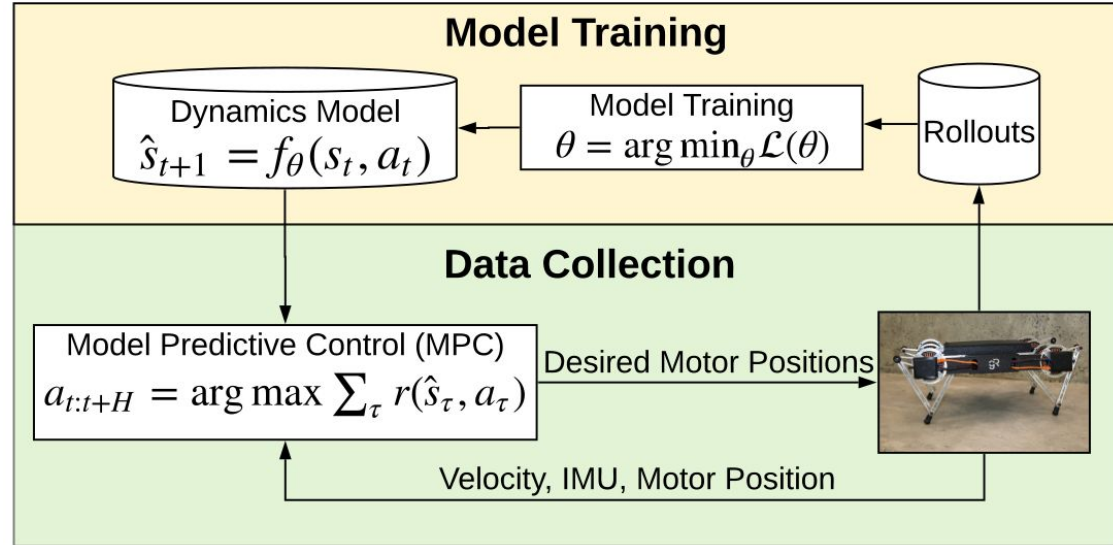 Model Training
Dynamics Model
ŝ_{t+1} = f_θ(s_t, a_t)
Model Training
θ = arg min_θ ℒ(θ)
Rollouts
Data Collection
Model Predictive Control (MPC)
a_{t:t+H} = arg max ∑_τ r(ŝ_τ, a_τ)
Desired Motor Positions
Velocity, IMU, Motor Position